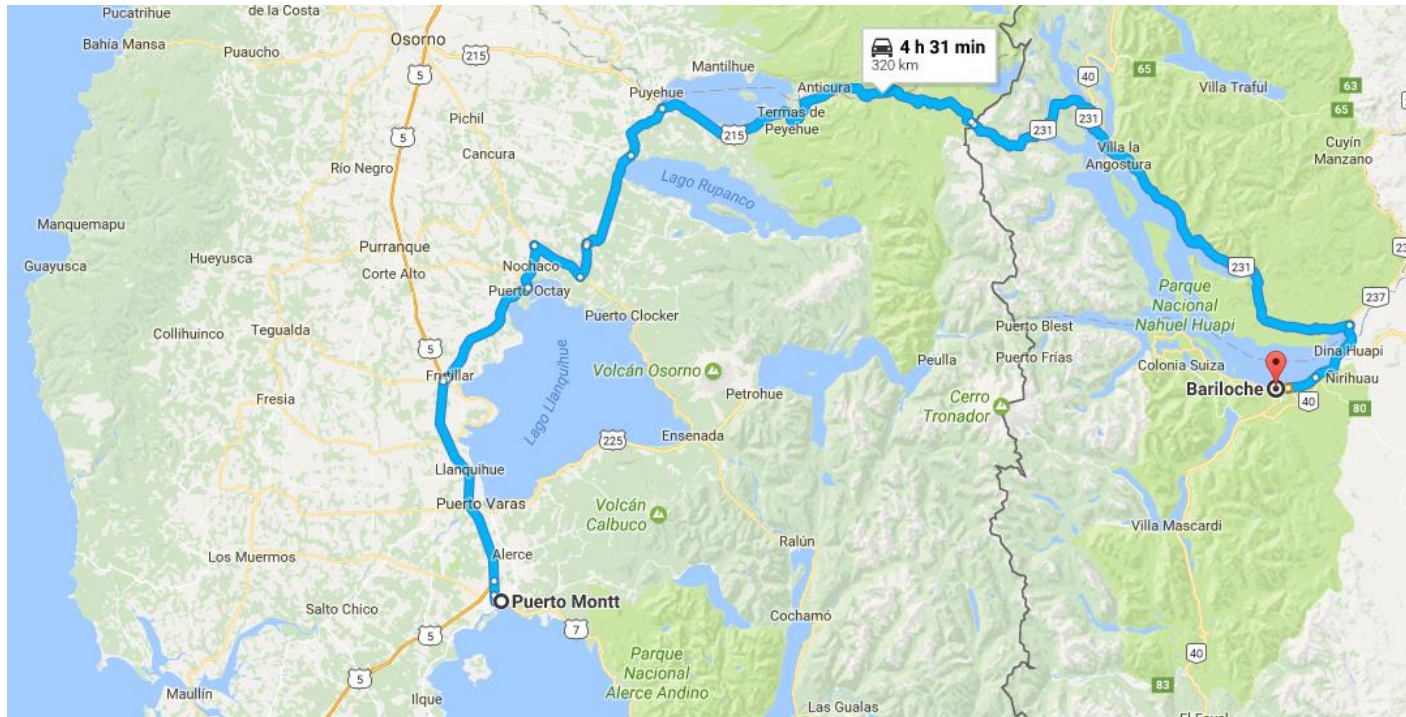 Pucatrihue
de la Costa
Bahía Mansa
Puaucho
Osorno
215
5
Mantilhue
Puyehue
Anticura
4 h 31 min
320 km
40
65
Villa Traful
63
65
Termas de
Peyehue
215
231
231
Cuyín
Manzano
Pichil
Cancura
5
Río Negro
Villa la
Angostura
Lago Rupanco
Manquemapu
Guayusca
Hueyusca
Purranque
Corte Alto
Nochaco
Puerto Octay
231
237
237
Parque
Nacional
Nahuel Huapi
Puerto Clocker
Collihuinco
Tegualda
5
Puerto Blest
Puerto Frías
Peulla
Colonia Suiza
Dina Huapi
Ñirihuau
Frutillar
Fresia
Lago Llanquihue
Volcán Osorno
Petrohue
Cerro
Tronador
Bariloche
40
80
Ensenada
225
Llanquihue
Puerto Varas
Volcán
Calbuco
Villa Mascardi
Los Muermos
Alerce
Ralún
Puerto Montt
Salto Chico
5
7
Cochamó
Parque
Nacional
Alerce Andino
40
5
Maullín
Ilque
Las Gualas
83